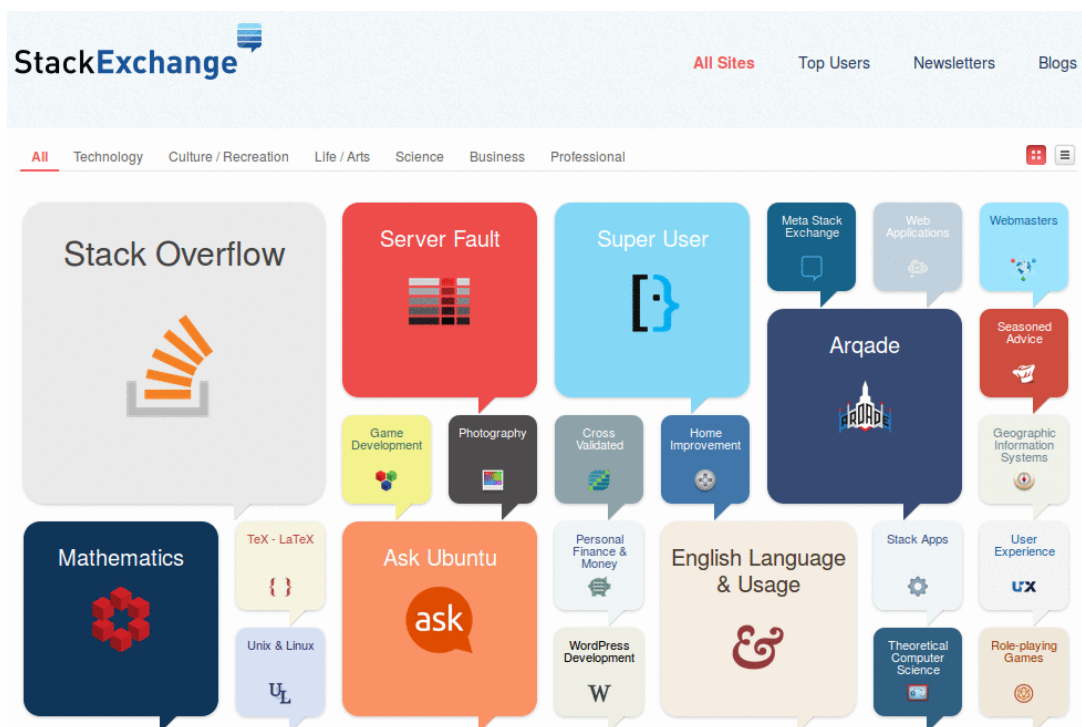 StackExchange
All Sites Top Users Newsletters Blogs
All Technology Culture / Recreation Life / Arts Science Business Professional
Stack Overflow
Server Fault
Super User
Meta Stack
Exchange
Web
Applications
Webmasters
Arqade
ARQADE
Seasoned
Advice
Game
Development
Photography
Cross
Validated
Home
Improvement
Geographic
Information
Systems
Mathematics
TeX - LaTeX
{ }
Ask Ubuntu
ask
Personal
Finance &
Money
English Language
& Usage
&
Stack Apps
User
Experience
UX
Unix & Linux
UL
WordPress
Development
W
Theoretical
Computer
Science
Role-playing
Games